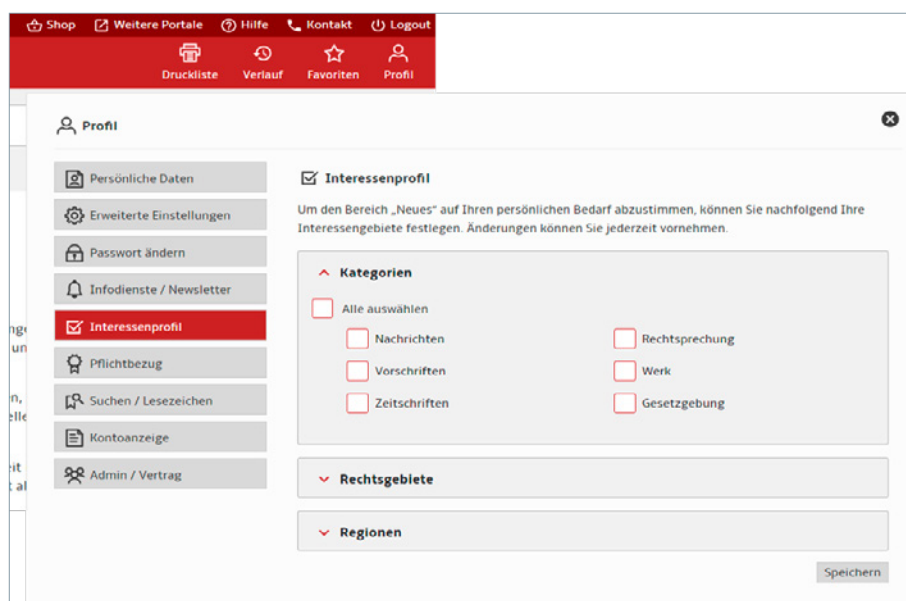 Shop Weitere Portale Hilfe Kontakt Logout
Druckliste Verlauf Favoriten Profil
Profil
Persönliche Daten
Erweiterte Einstellungen
Passwort ändern
Infodienste / Newsletter
Interessenprofil
Pflichtbezug
Suchen / Lesezeichen
Kontoanzeige
Admin / Vertrag
Interessenprofil
Um den Bereich „Neues“ auf Ihren persönlichen Bedarf abzustimmen, können Sie nachfolgend Ihre
Interessengebiete festlegen. Änderungen können Sie jederzeit vornehmen.
Kategorien
Alle auswählen
Nachrichten Rechtsprechung
Vorschriften Werk
Zeitschriften Gesetzgebung
Rechtsgebiete
Regionen
Speichern